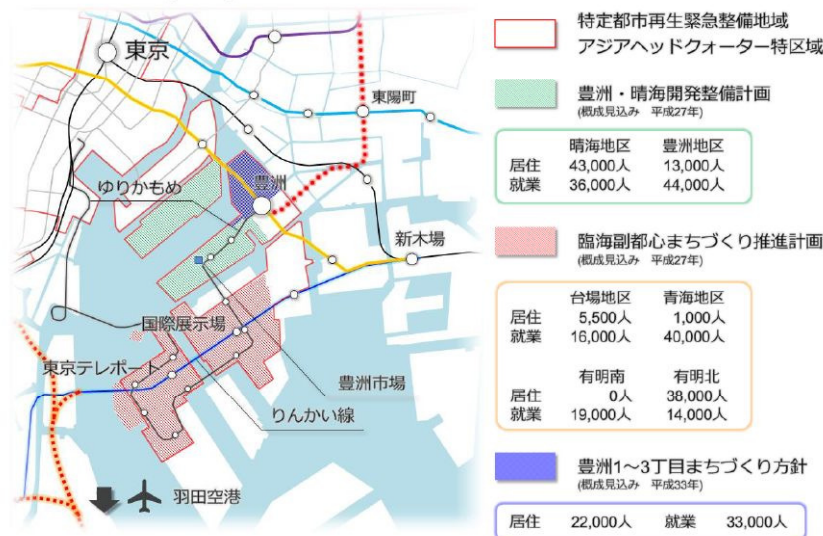 東京
東陽町
ゆりかもめ
豊洲
新木場
国際展示場
東京テレポート
豊洲市場
りんかい線
羽田空港
特定都市再生緊急整備地域
アジアヘッドクォーター特区域
豊洲・晴海開発整備計画
(概成見込み 平成27年)
晴海地区 豊洲地区
居住 43,000人 13,000人
就業 36,000人 44,000人
臨海副都心まちづくり推進計画
(概成見込み 平成27年)
台場地区 青海地区
居住 5,500人 1,000人
就業 16,000人 40,000人
有明南 有明北
居住 0人 38,000人
就業 19,000人 14,000人
豊洲1～3丁目まちづくり方針
(概成見込み 平成33年)
居住 22,000人 就業 33,000人